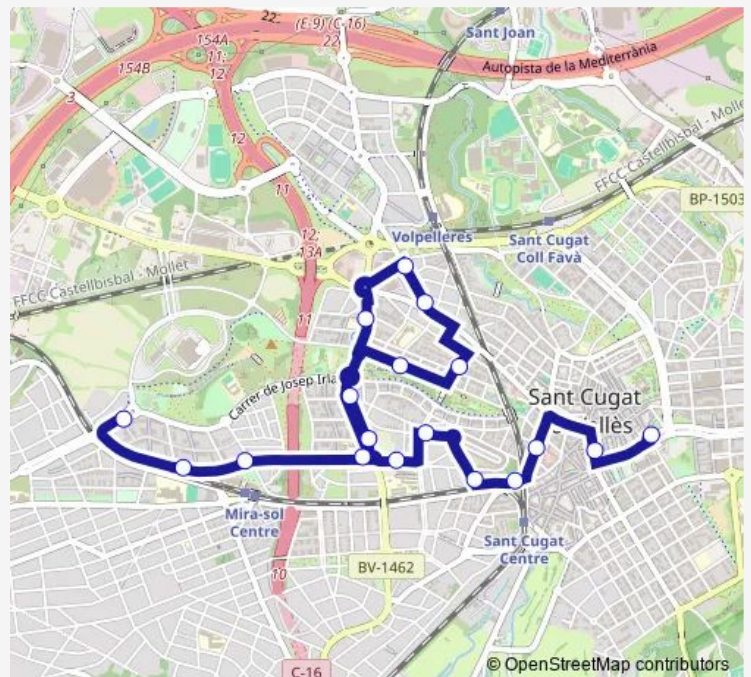 22;
(E-9) (C-16)
22
Sant Joan
154A
11;
12
Autopista de la Mediterrània
154B
3
12
FFCC Castellbisbal - Molle
11
BP-1503
12;
13A
Volpelleres
Sant Cugat
Coll Favà
FFCC Castellbisbal - Mollet
11
Carrer de Josep Irla
Sant Cugat
llès
Mira-sol
Centre
Sant Cugat
Centre
BV-1462
10
C-16
© OpenStreetMap contributors